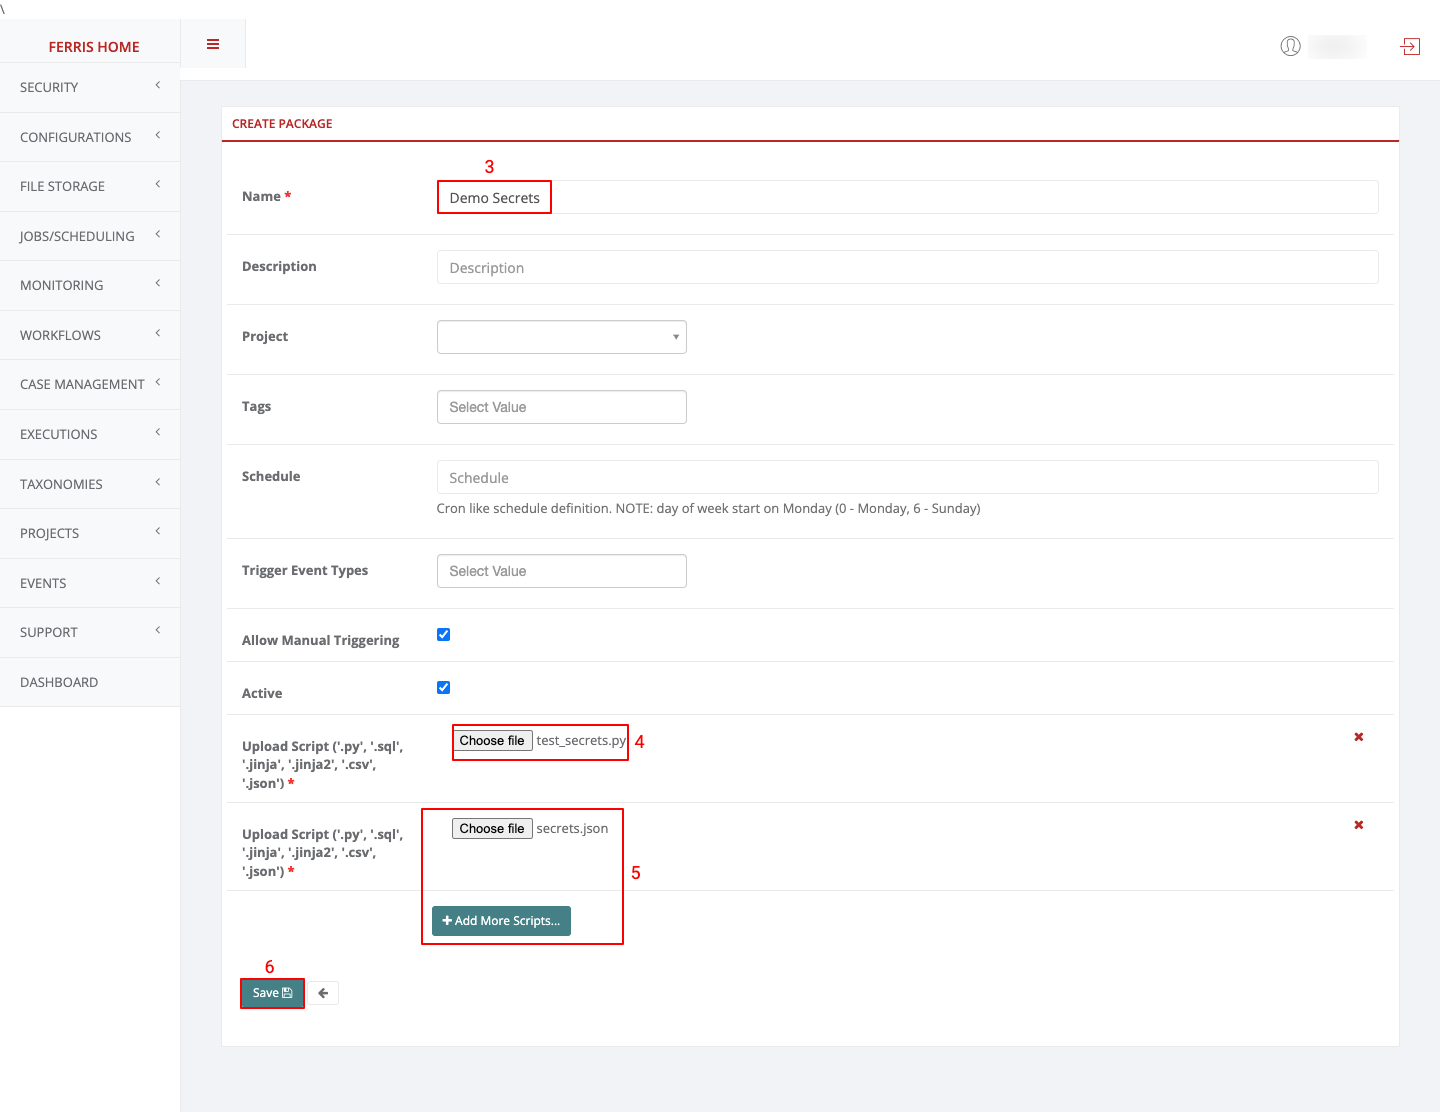 \
FERRIS HOME
SECURITY
CONFIGURATIONS
FILE STORAGE
JOBS/SCHEDULING
MONITORING
WORKFLOWS
CASE MANAGEMENT
EXECUTIONS
TAXONOMIES
PROJECTS
EVENTS
SUPPORT
DASHBOARD
CREATE PACKAGE
3
Name *
Demo Secrets
Description
Description
Project
Tags
Select Value
Schedule
Schedule
Cron like schedule definition. NOTE: day of week start on Monday (0 - Monday, 6 - Sunday)
Trigger Event Types
Select Value
Allow Manual Triggering
Active
Upload Script ('.py', '.sql',
'.jinja', '.jinja2', '.csv',
'.json') *
Choose file test_secrets.py
4
Upload Script ('.py', '.sql',
'.jinja', '.jinja2', '.csv',
'.json') *
Choose file secrets.json
5
Add More Scripts...
6
Save